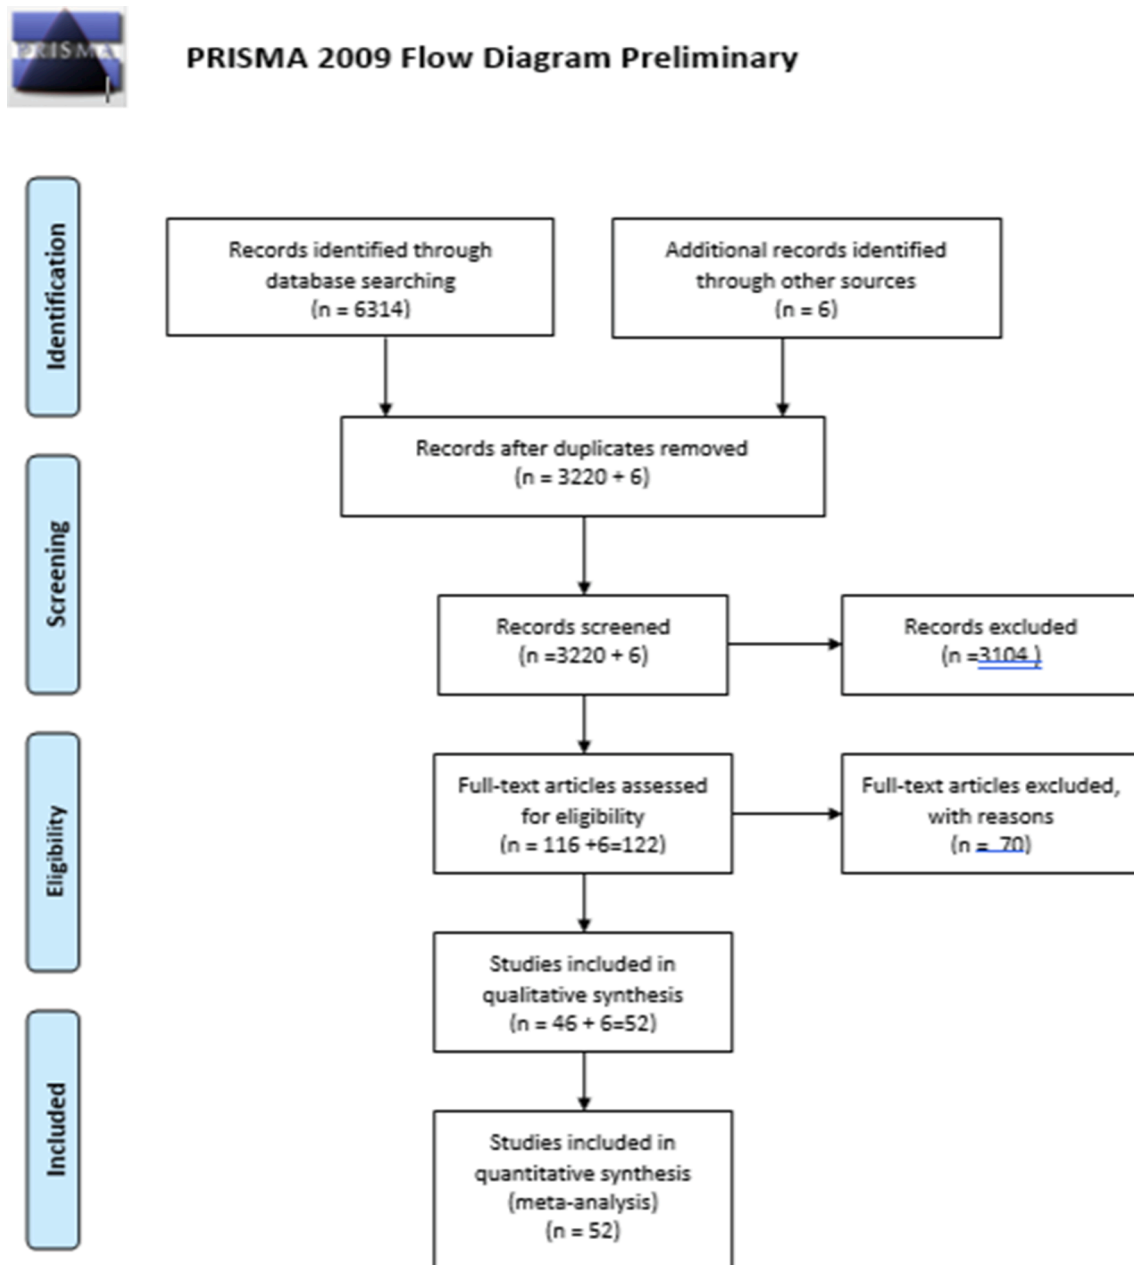 PRISMA
PRISMA 2009 Flow Diagram Preliminary
Identification
Records identified through
database searching
(n = 6314)
Additional records identified
through other sources
(n = 6)
Records after duplicates removed
(n = 3220 + 6)
Screening
Records screened
(n =3220 + 6)
Records excluded
(n =3104 )
Eligibility
Full-text articles assessed
for eligibility
(n = 116 +6=122)
Full-text articles excluded,
with reasons
(n = 70)
Studies included in
qualitative synthesis
(n = 46 + 6=52)
Included
Studies included in
quantitative synthesis
(meta-analysis)
(n = 52)